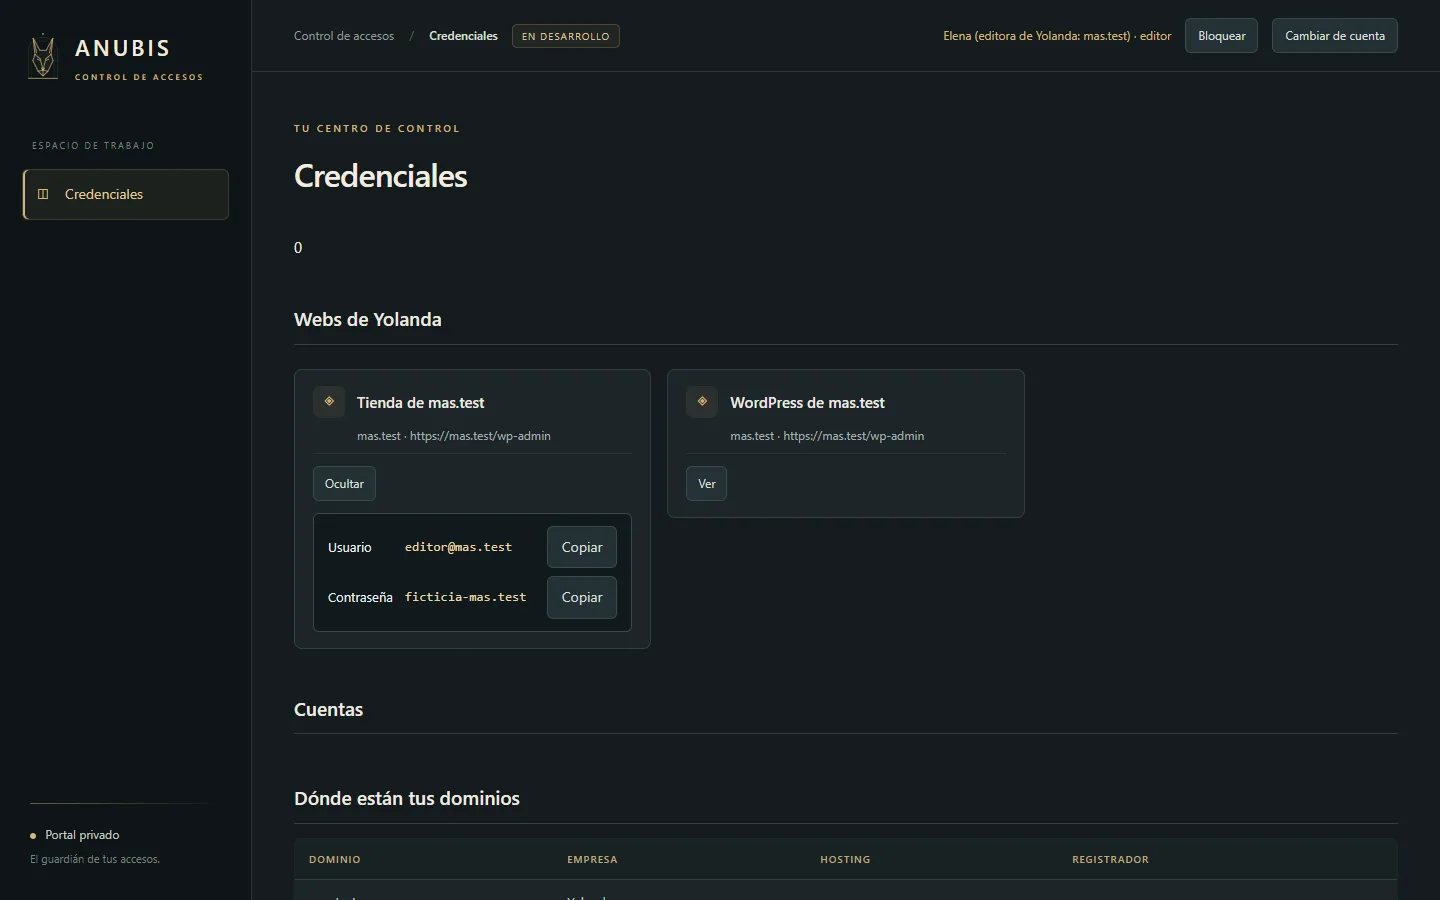 ANUBIS
CONTROL DE ACCESOS
ESPACIO DE TRABAJO
Credenciales
Portal privado
El guardián de tus accesos.
Control de accesos / Credenciales EN DESARROLLO
Elena (editora de Yolanda: mas.test) · editor Bloquear Cambiar de cuenta
TU CENTRO DE CONTROL
Credenciales
0
Webs de Yolanda
Tienda de mas.test
mas.test · https://mas.test/wp-admin
Ocultar
Usuario editor@mas.test Copiar
Contraseña ficticia-mas.test Copiar
WordPress de mas.test
mas.test · https://mas.test/wp-admin
Ver
Cuentas
Dónde están tus dominios
DOMINIO EMPRESA HOSTING REGISTRADOR